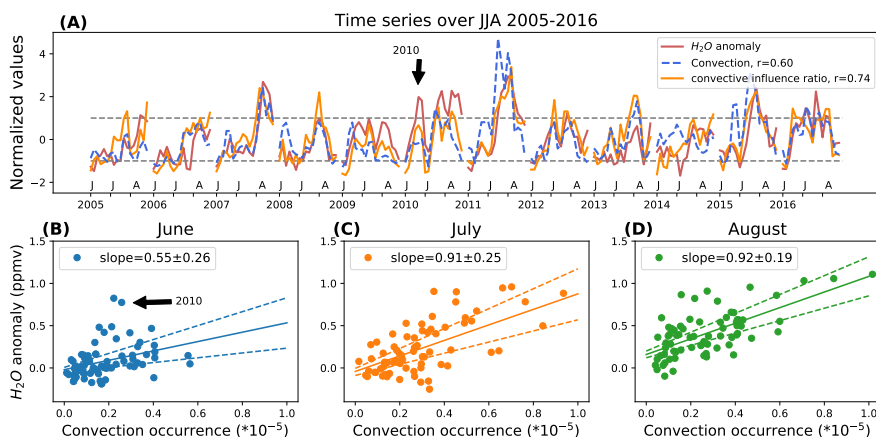 (A)
Time series over JJA 2005-2016
Normalized values
4
2
0
−2
2010
H₂O anomaly
Convection, r=0.60
convective influence ratio, r=0.74
J J A J J A J J A J J A J J A J J A J J A J J A J J A J J A J J A J J A
2005 2006 2007 2008 2009 2010 2011 2012 2013 2014 2015 2016
(B) June
H₂O anomaly (ppmv)
1.5
1.0
0.5
0.0
slope=0.55±0.26
2010
0.0 0.2 0.4 0.6 0.8 1.0
Convection occurrence (*10⁻⁵)
(C) July
1.5
1.0
0.5
0.0
slope=0.91±0.25
0.0 0.2 0.4 0.6 0.8 1.0
Convection occurrence (*10⁻⁵)
(D) August
1.5
1.0
0.5
0.0
slope=0.92±0.19
0.0 0.2 0.4 0.6 0.8 1.0
Convection occurrence (*10⁻⁵)